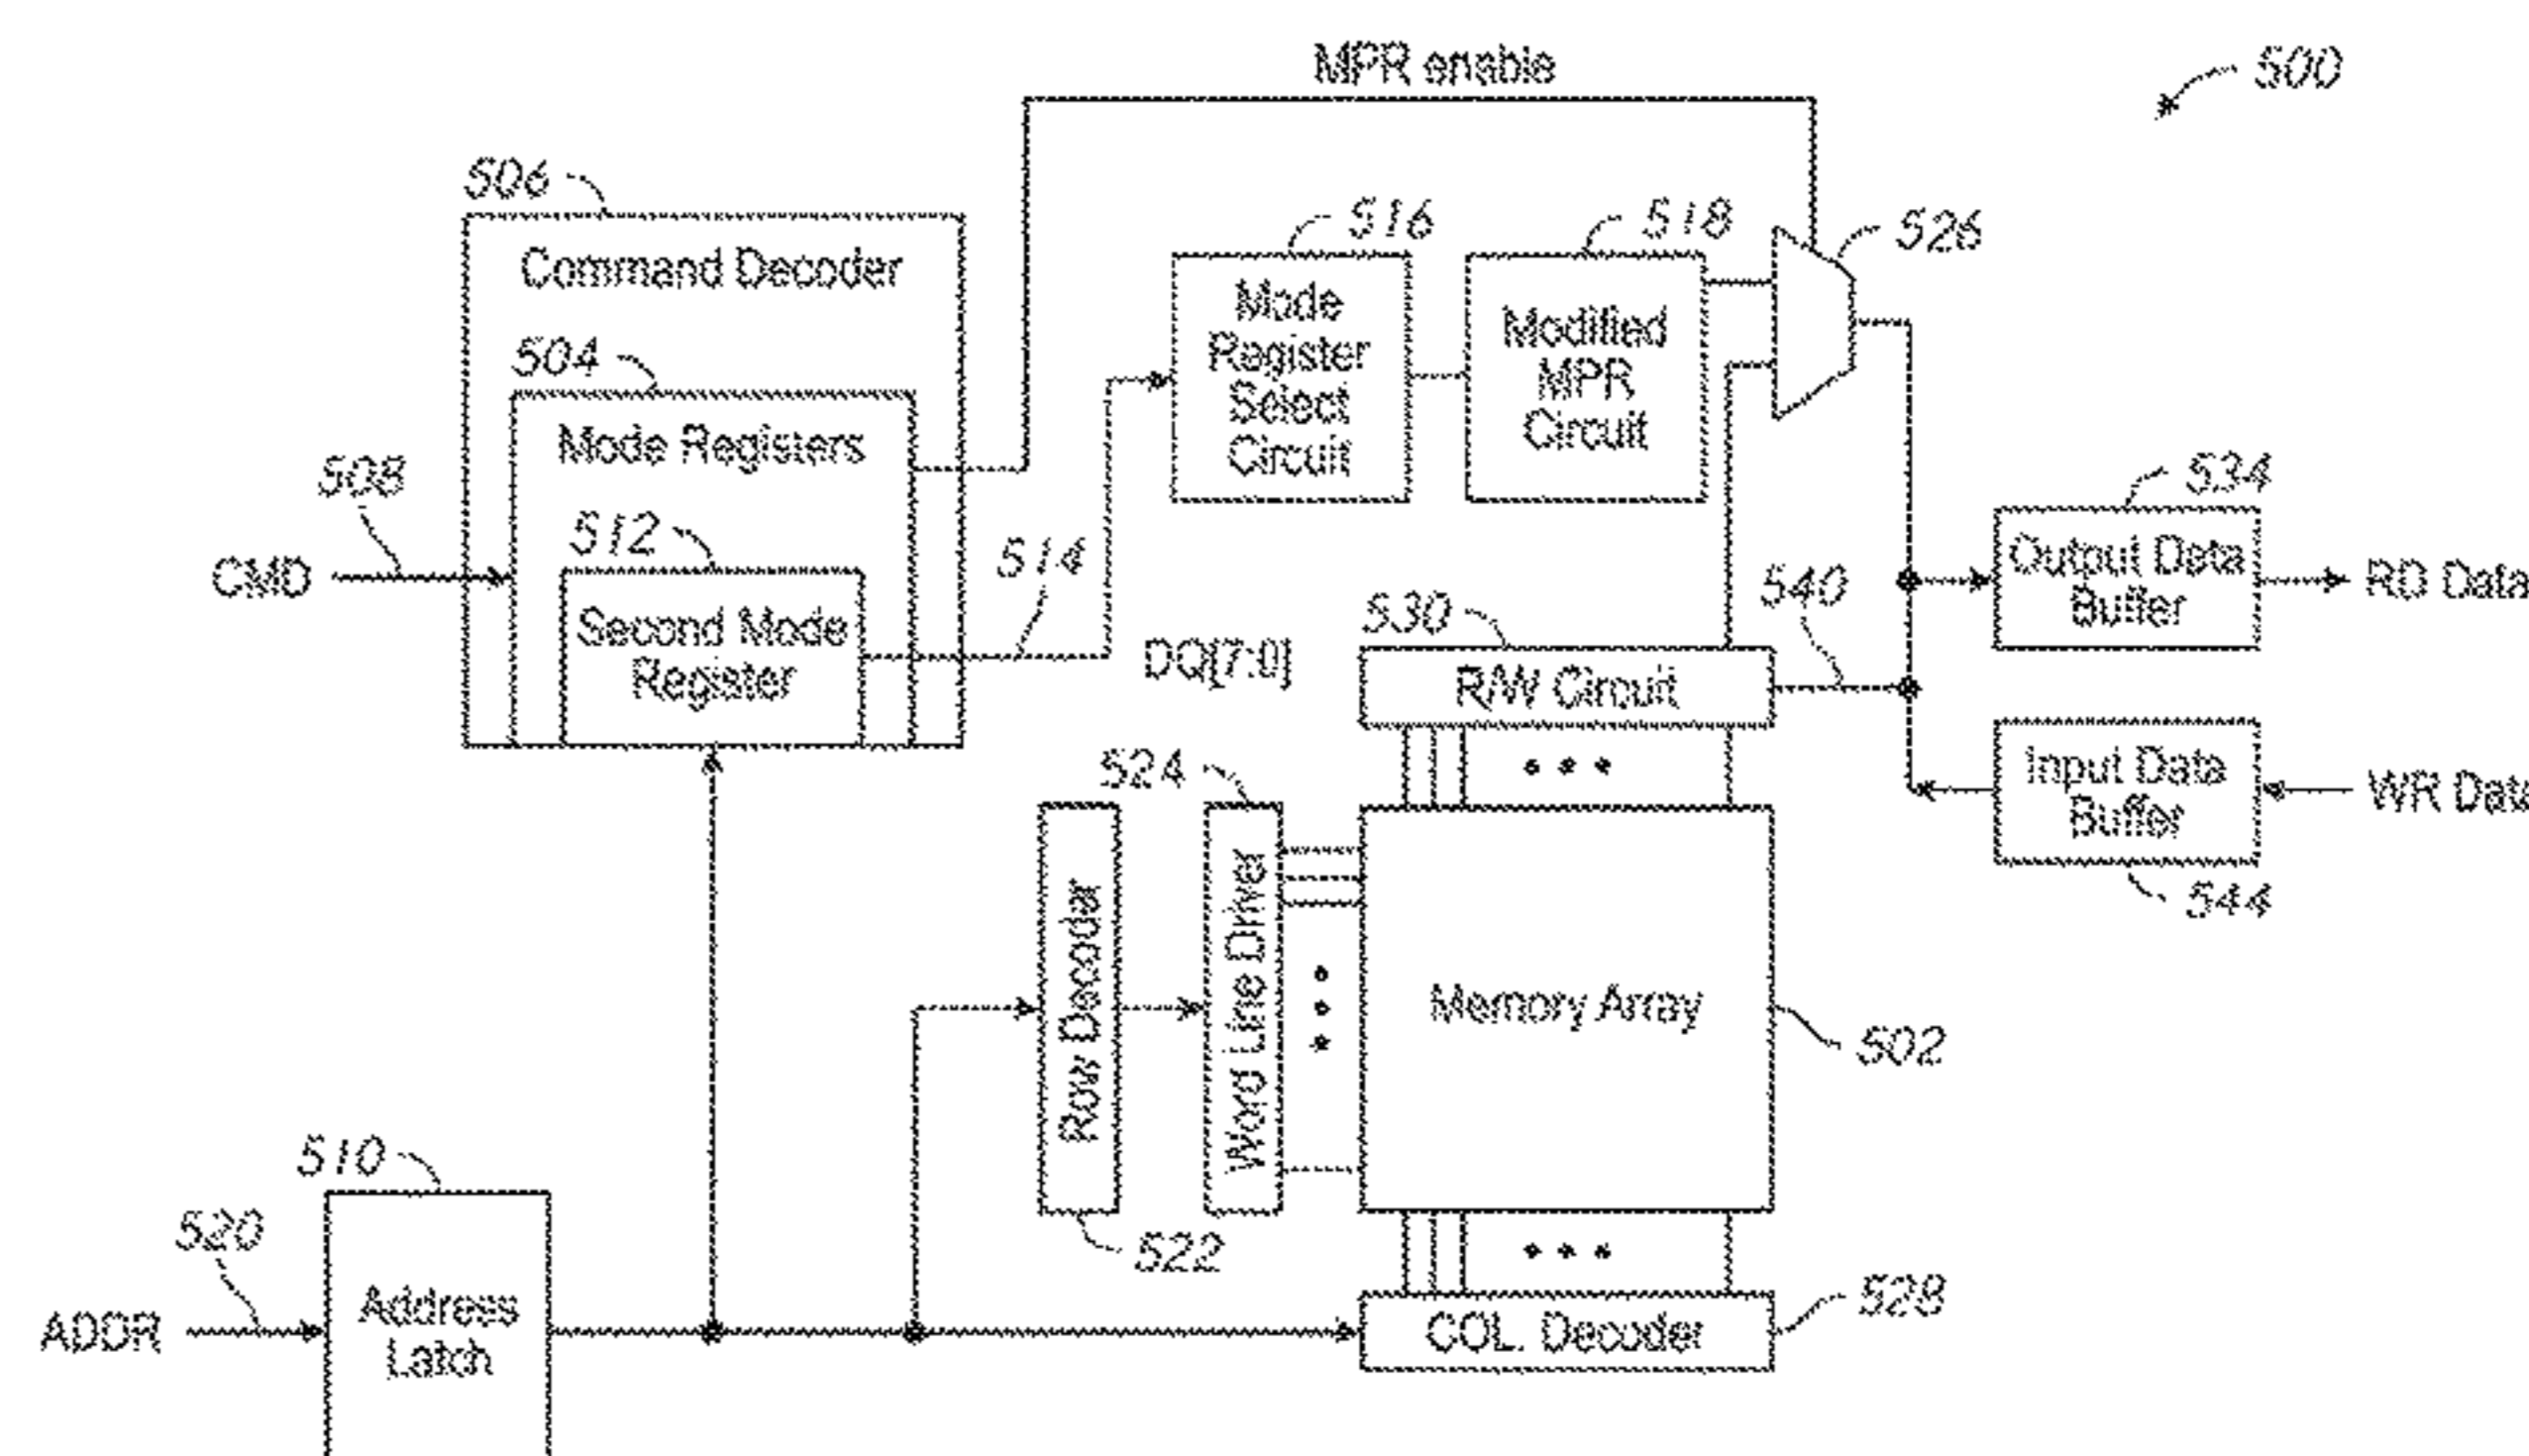 MPR enable
500
506
Command Decoder
504
Mode Registers
508
CMD
512
Second Mode
Register
514
516
Mode
Register
Select
Circuit
518
Modified
MPR
Circuit
526
534
Output Data
Buffer
RD Data
540
DQ[7:0]
530
R/W Circuit
Input Data
Buffer
WR Data
544
524
Word Line Driver
Row Decoder
522
Memory Array
502
528
COL. Decoder
510
520
ADDR
Address
Latch